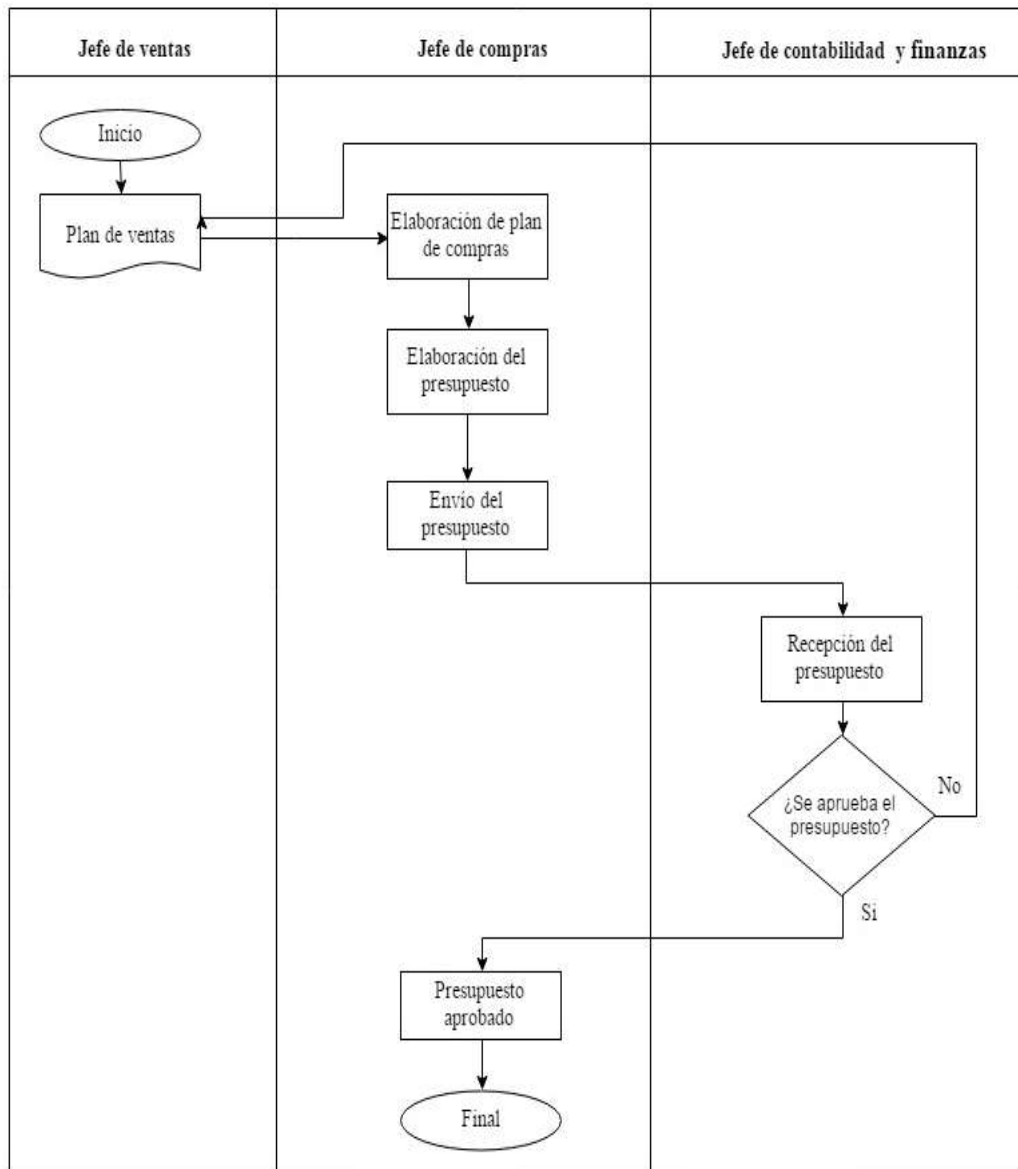 Jefe de ventas
Jefe de compras
Jefe de contabilidad y finanzas
Inicio
Plan de ventas
Elaboración de plan
de compras
Elaboración del
presupuesto
Envío del
presupuesto
Recepción del
presupuesto
¿Se aprueba el
presupuesto?
No
Si
Presupuesto
aprobado
Final